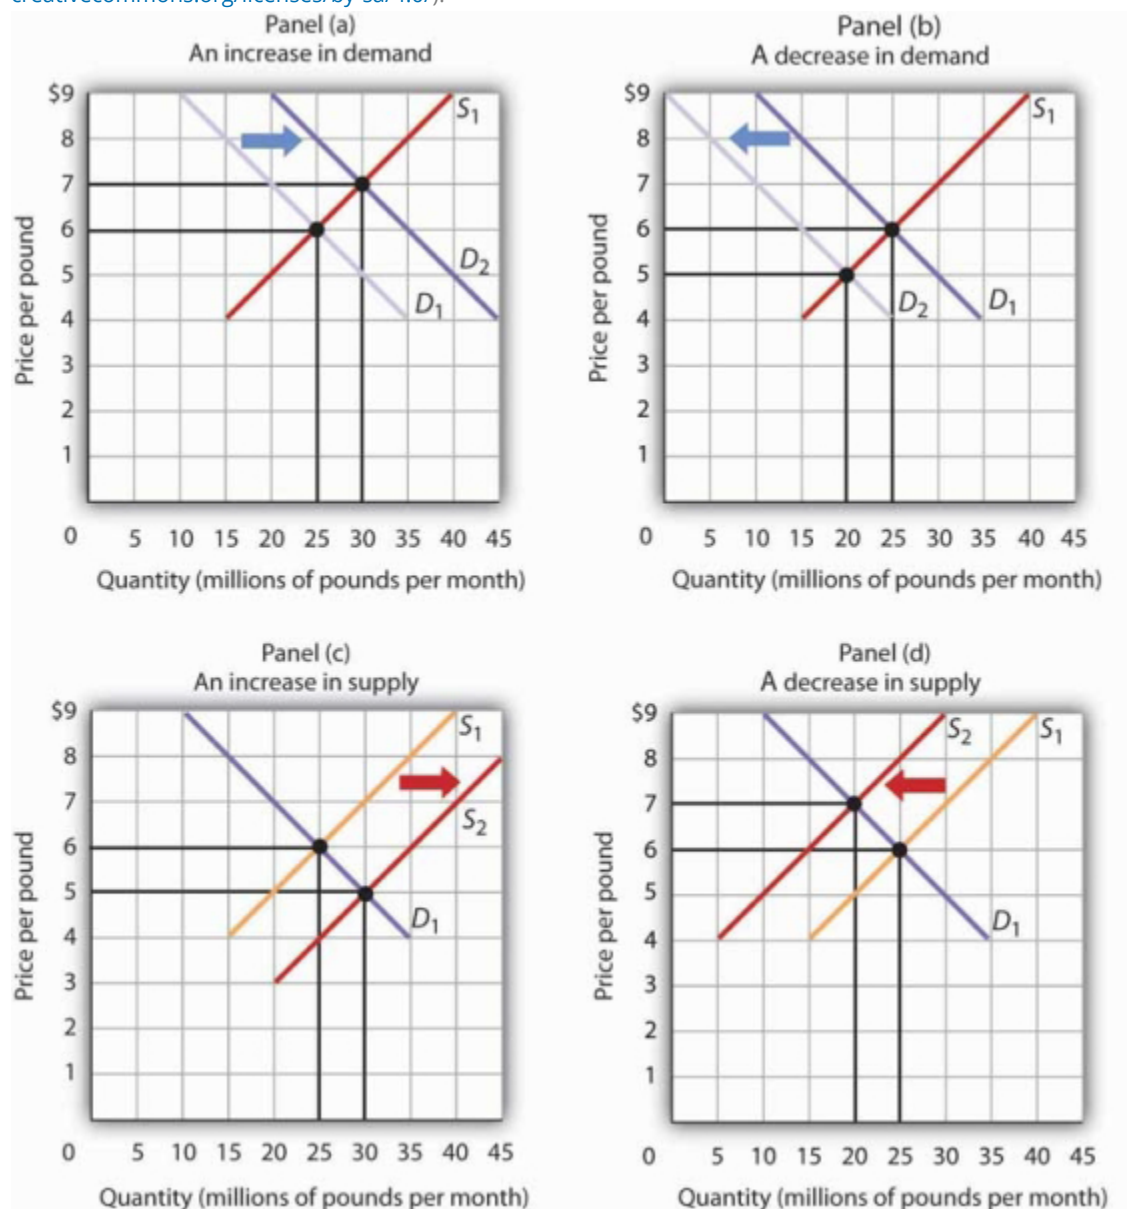 creativecommons.org/licenses/by-sa/4.0/).
Panel (a)
An increase in demand
$9
8
7
6
5
4
3
2
1
0
5 10 15 20 25 30 35 40 45
Price per pound
Quantity (millions of pounds per month)
S1
D2
D1
Panel (b)
A decrease in demand
$9
8
7
6
5
4
3
2
1
0
5 10 15 20 25 30 35 40 45
Price per pound
Quantity (millions of pounds per month)
S1
D2
D1
Panel (c)
An increase in supply
$9
8
7
6
5
4
3
2
1
0
5 10 15 20 25 30 35 40 45
Price per pound
Quantity (millions of pounds per month)
S1
S2
D1
Panel (d)
A decrease in supply
$9
8
7
6
5
4
3
2
1
0
5 10 15 20 25 30 35 40 45
Price per pound
Quantity (millions of pounds per month)
S2
S1
D1